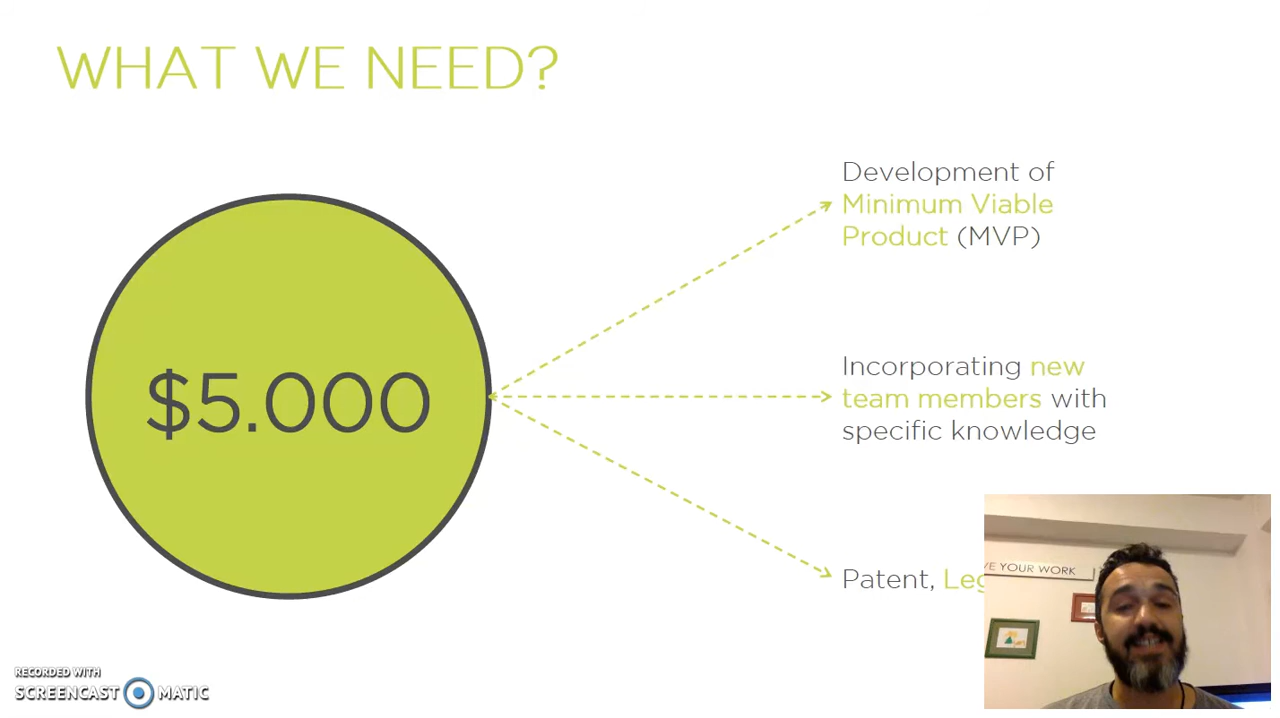 WHAT WE NEED?
$5.000
Development of
Minimum Viable
Product (MVP)
Incorporating new
team members with
specific knowledge
Patent,
YOUR WORK
RECORDED WITH
SCREENCAST MATIC